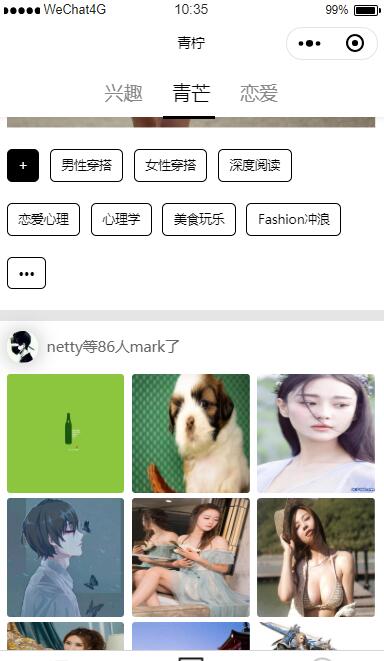 WeChat4G 10:35 99%
青柠
兴趣 青芒 恋爱
+ 男性穿搭 女性穿搭 深度阅读
恋爱心理 心理学 美食玩乐 Fashion冲浪
•••
netty等86人mark了